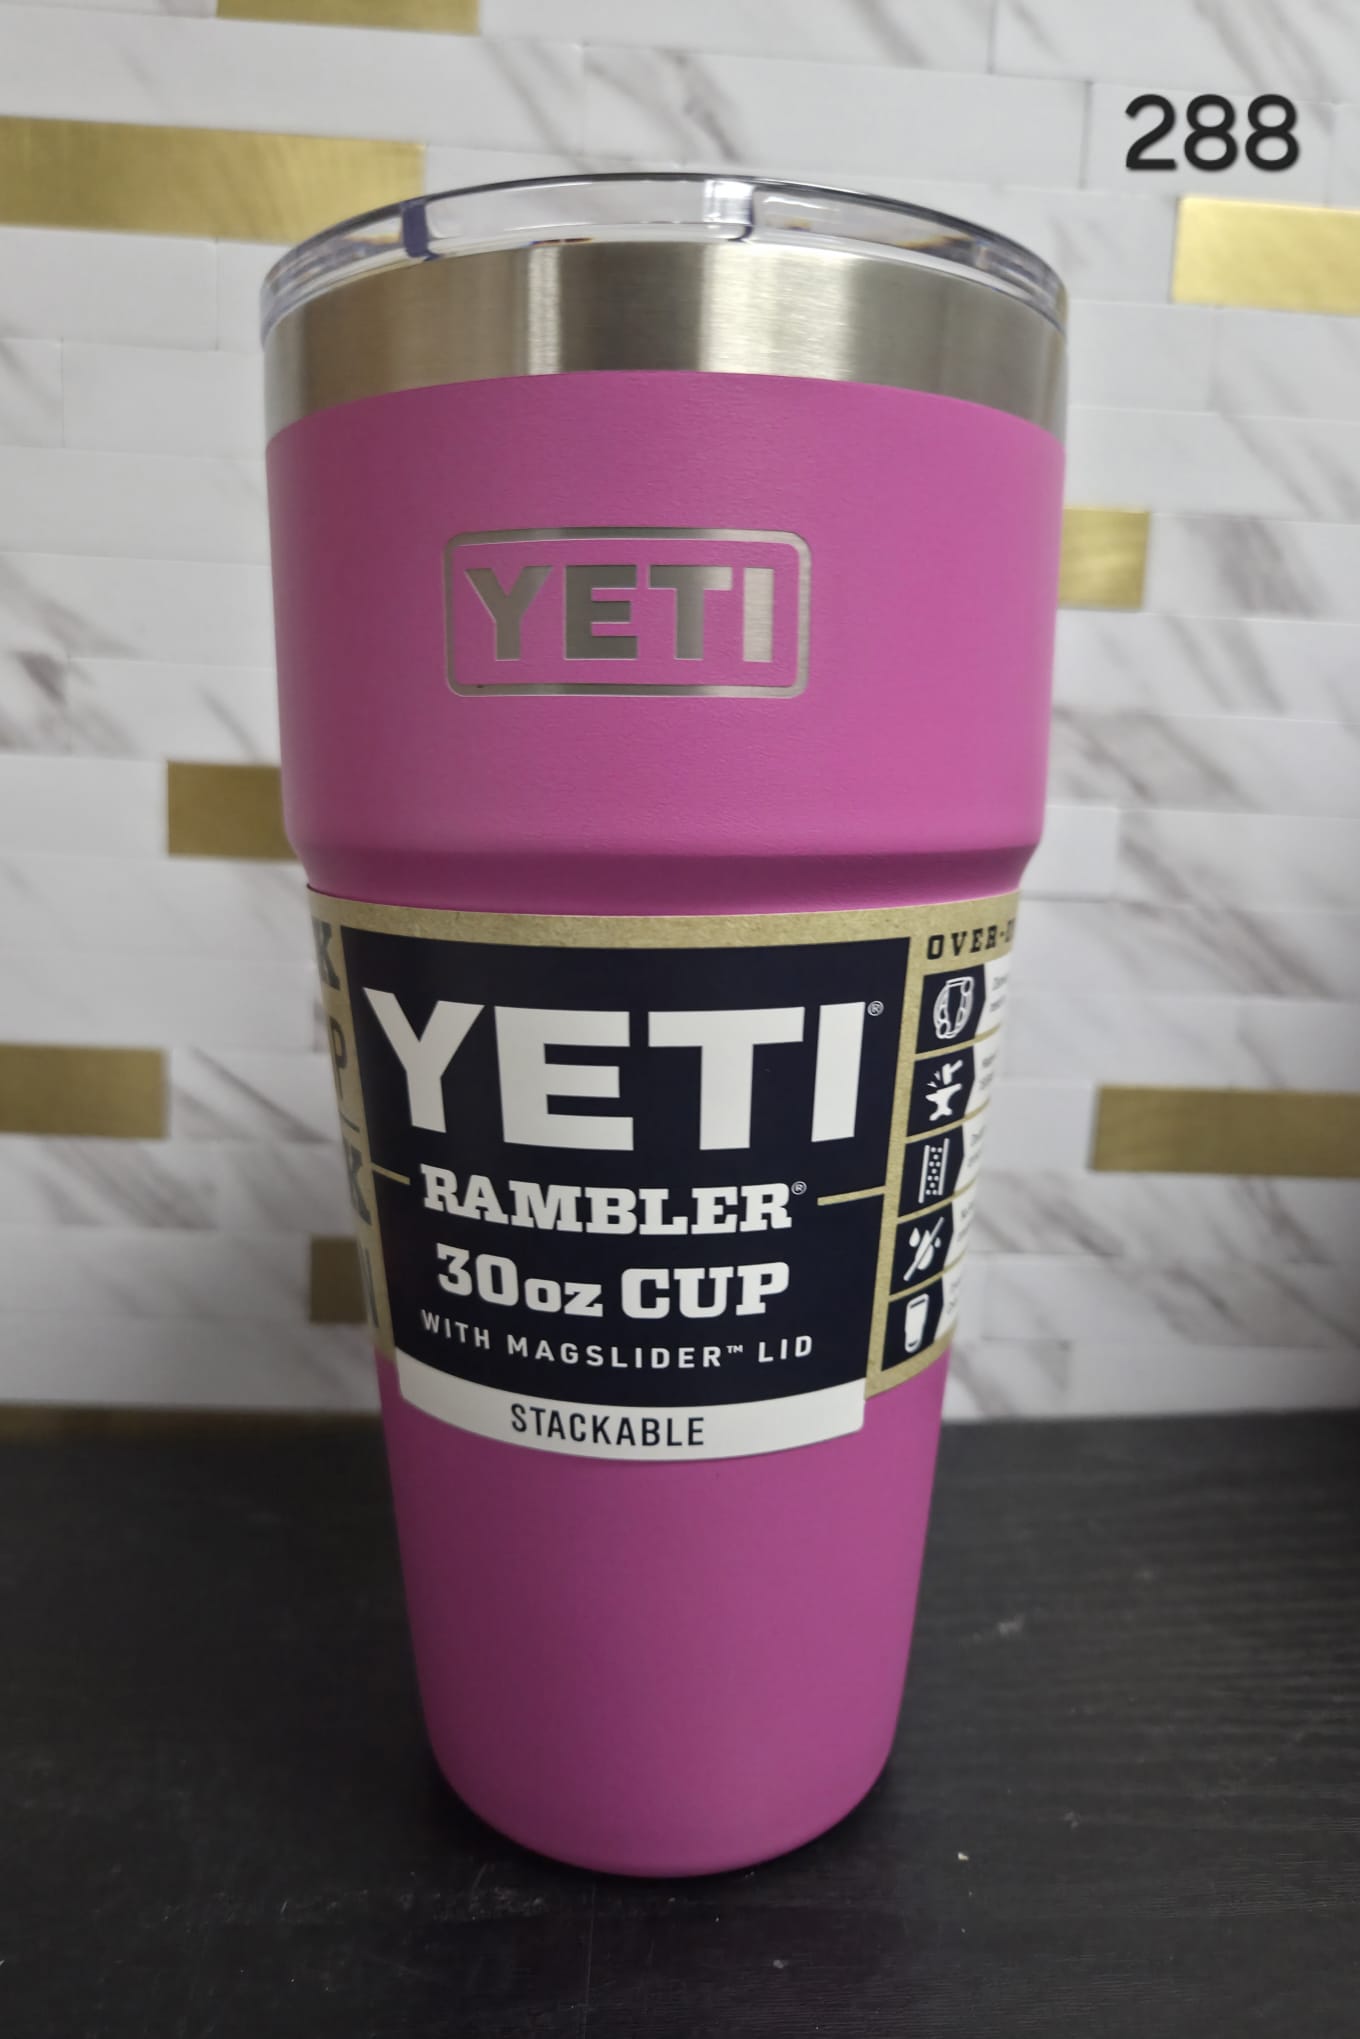 288
YETI
YETI®
RAMBLER®
30oz CUP
WITH MAGSLIDER™ LID
STACKABLE